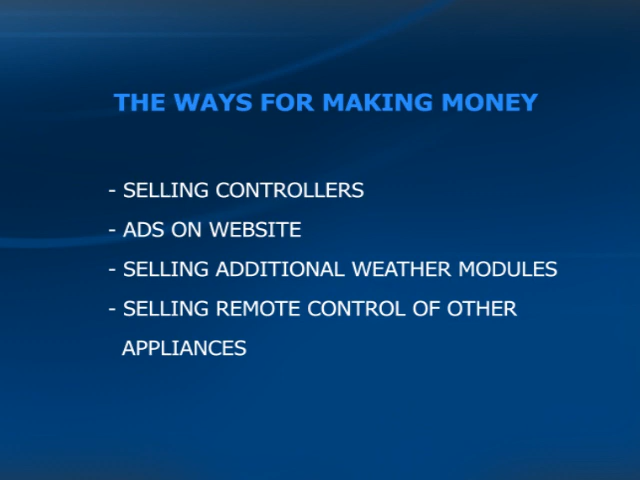 THE WAYS FOR MAKING MONEY
- SELLING CONTROLLERS
- ADS ON WEBSITE
- SELLING ADDITIONAL WEATHER MODULES
- SELLING REMOTE CONTROL OF OTHER
APPLIANCES